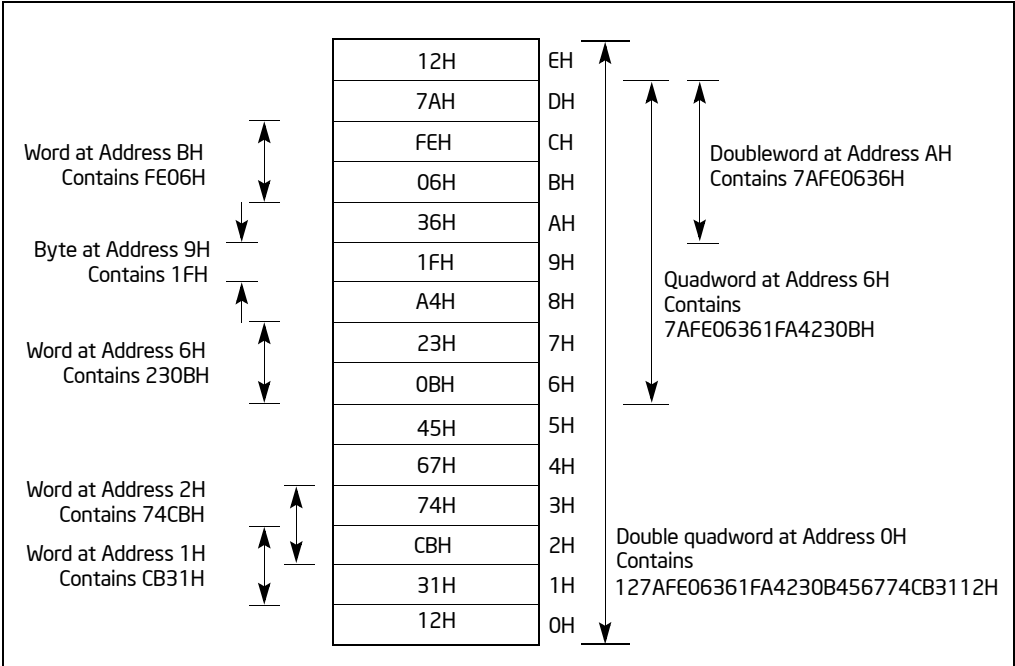 12H EH
7AH DH
FEH CH
Word at Address BH
Contains FE06H
06H BH
Doubleword at Address AH
Contains 7AFE0636H
36H AH
Byte at Address 9H
Contains 1FH
1FH 9H
A4H 8H
Quadword at Address 6H
Contains
7AFE06361FA4230BH
23H 7H
Word at Address 6H
Contains 230BH
0BH 6H
45H 5H
67H 4H
Word at Address 2H
Contains 74CBH
74H 3H
CBH 2H
Word at Address 1H
Contains CB31H
Double quadword at Address 0H
Contains
127AFE06361FA4230B456774CB3112H
31H 1H
12H 0H